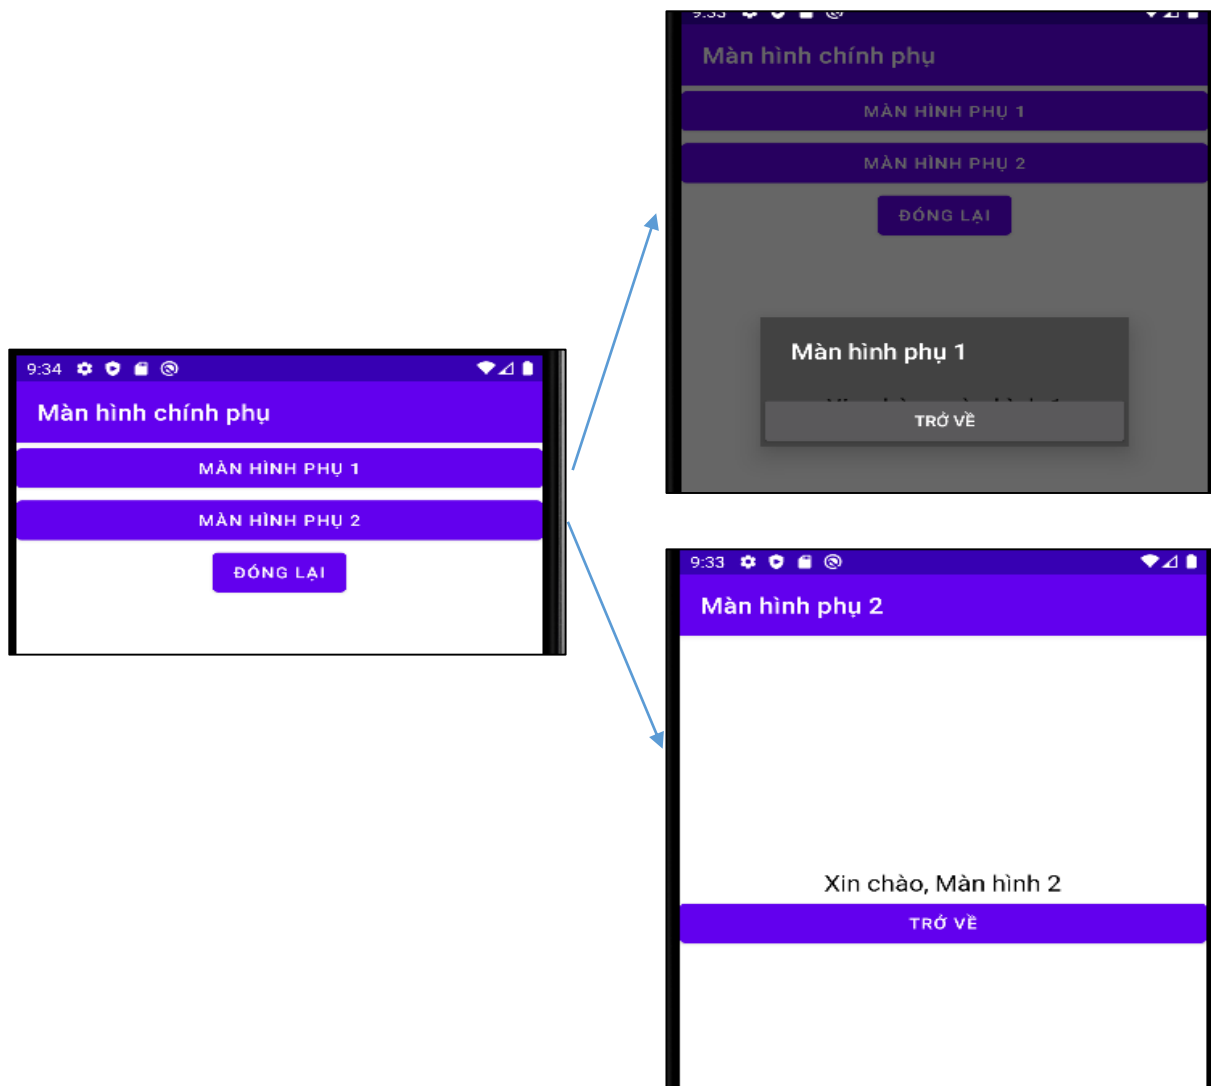 9:34
Màn hình chính phụ
MÀN HÌNH PHỤ 1
MÀN HÌNH PHỤ 2
ĐÓNG LẠI
9:33
Màn hình chính phụ
MÀN HÌNH PHỤ 1
MÀN HÌNH PHỤ 2
ĐÓNG LẠI
Màn hình phụ 1
TRỞ VỀ
9:33
Màn hình phụ 2
Xin chào, Màn hình 2
TRỞ VỀ